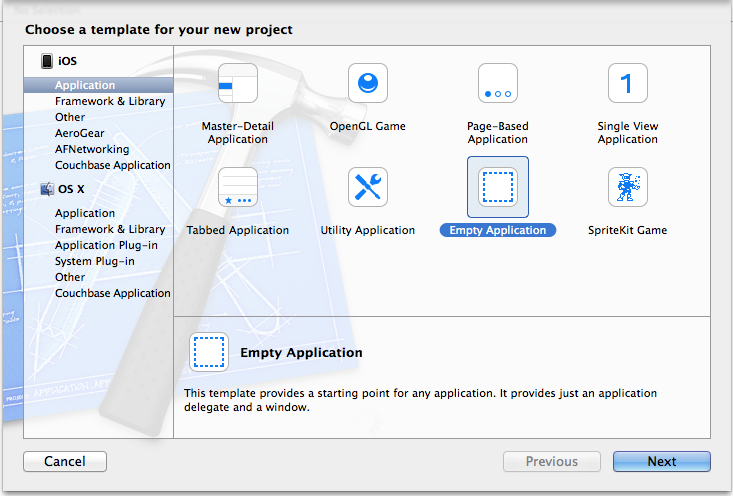 Choose a template for your new project
iOS
Application
Framework & Library
Other
AeroGear
AFNetworking
Couchbase Application
OS X
Application
Framework & Library
Application Plug-in
System Plug-in
Other
Couchbase Application
Master-Detail
Application
OpenGL Game
Page-Based
Application
1
Single View
Application
Tabbed Application
Utility Application
Empty Application
SpriteKit Game
Empty Application
This template provides a starting point for any application. It provides just an application
delegate and a window.
Cancel
Previous
Next